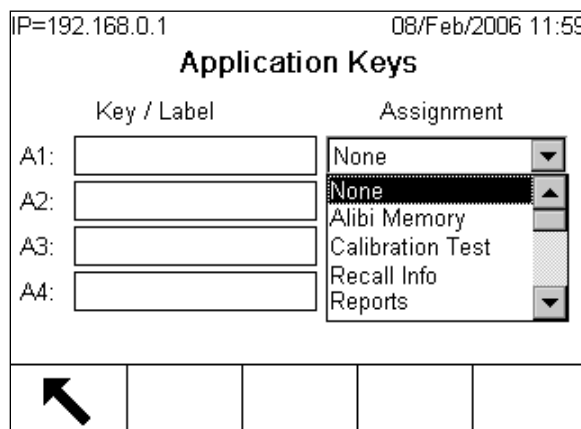 IP=192.168.0.1 08/Feb/2006 11:59
Application Keys
Key / Label Assignment
A1: None
None
A2:
Alibi Memory
A3: Calibration Test
Recall Info
A4:
Reports